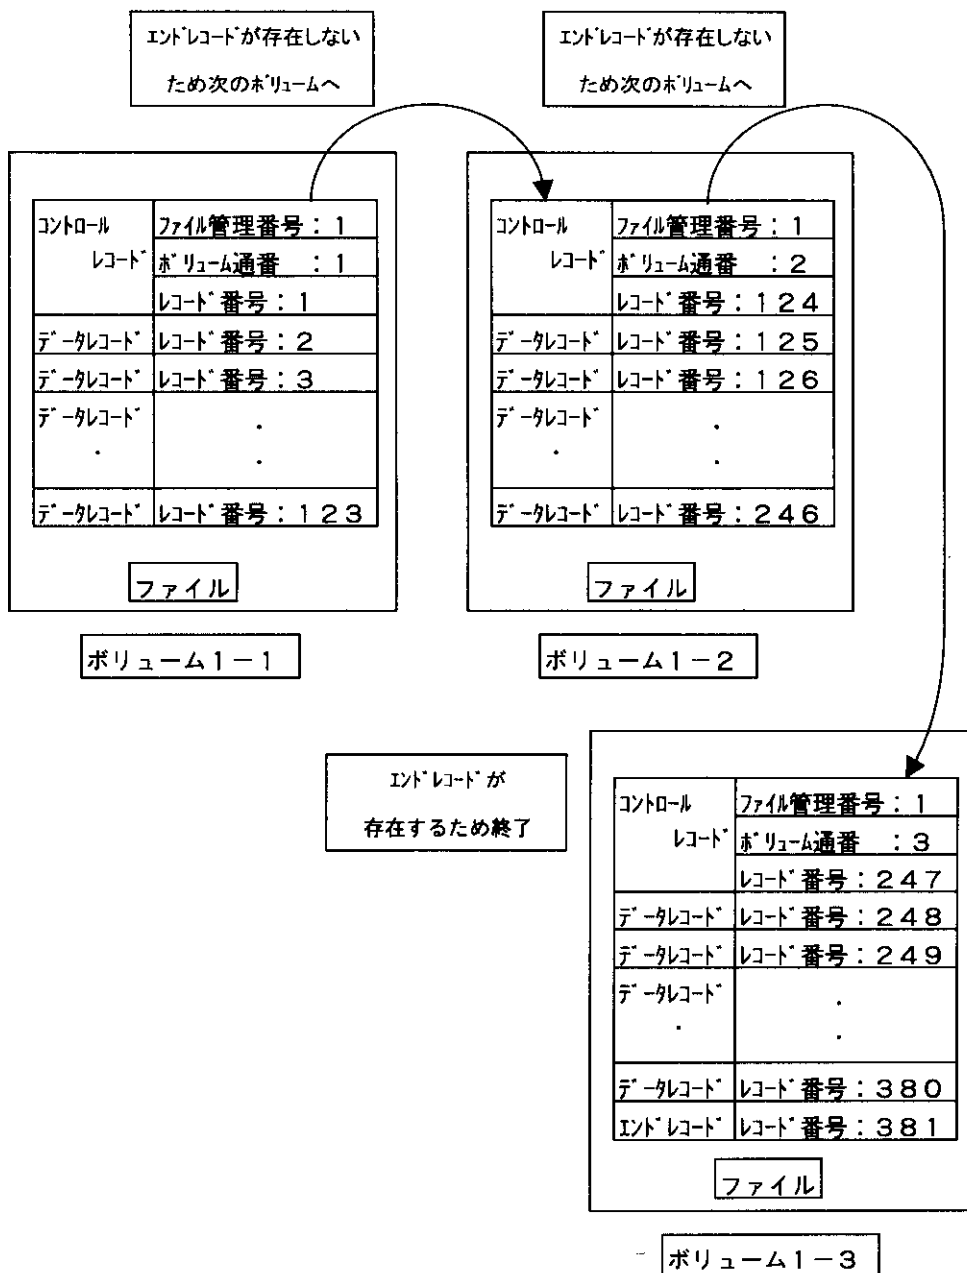 ｴﾝﾄﾞﾚｺｰﾄﾞが存在しない
ため次のﾎﾞﾘｭｰﾑへ
ｴﾝﾄﾞﾚｺｰﾄﾞが存在しない
ため次のﾎﾞﾘｭｰﾑへ
ｺﾝﾄﾛｰﾙ ﾌｧｲﾙ管理番号：１
ﾚｺｰﾄﾞ ﾎﾞﾘｭｰﾑ通番　：１
ﾚｺｰﾄﾞ番号：１
ﾃﾞｰﾀﾚｺｰﾄﾞ ﾚｺｰﾄﾞ番号：２
ﾃﾞｰﾀﾚｺｰﾄﾞ ﾚｺｰﾄﾞ番号：３
ﾃﾞｰﾀﾚｺｰﾄﾞ ・
・ ・
ﾃﾞｰﾀﾚｺｰﾄﾞ ﾚｺｰﾄﾞ番号：１２３
ファイル
ボリューム１－１
ｺﾝﾄﾛｰﾙ ﾌｧｲﾙ管理番号：１
ﾚｺｰﾄﾞ ﾎﾞﾘｭｰﾑ通番　：２
ﾚｺｰﾄﾞ番号：１２４
ﾃﾞｰﾀﾚｺｰﾄﾞ ﾚｺｰﾄﾞ番号：１２５
ﾃﾞｰﾀﾚｺｰﾄﾞ ﾚｺｰﾄﾞ番号：１２６
ﾃﾞｰﾀﾚｺｰﾄﾞ ・
・ ・
ﾃﾞｰﾀﾚｺｰﾄﾞ ﾚｺｰﾄﾞ番号：２４６
ファイル
ボリューム１－２
ｴﾝﾄﾞﾚｺｰﾄﾞが
存在するため終了
ｺﾝﾄﾛｰﾙ ﾌｧｲﾙ管理番号：１
ﾚｺｰﾄﾞ ﾎﾞﾘｭｰﾑ通番　：３
ﾚｺｰﾄﾞ番号：２４７
ﾃﾞｰﾀﾚｺｰﾄﾞ ﾚｺｰﾄﾞ番号：２４８
ﾃﾞｰﾀﾚｺｰﾄﾞ ﾚｺｰﾄﾞ番号：２４９
ﾃﾞｰﾀﾚｺｰﾄﾞ ・
・ ・
ﾃﾞｰﾀﾚｺｰﾄﾞ ﾚｺｰﾄﾞ番号：３８０
ｴﾝﾄﾞﾚｺｰﾄﾞ ﾚｺｰﾄﾞ番号：３８１
ファイル
ボリューム１－３